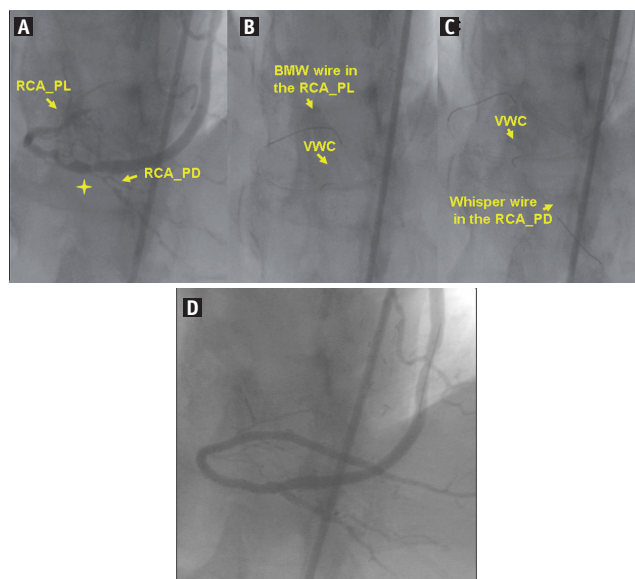 A
RCA_PL
RCA_PD
B
BMW wire in
the RCA_PL
VWC
C
VWC
Whisper wire
in the RCA_PD
D